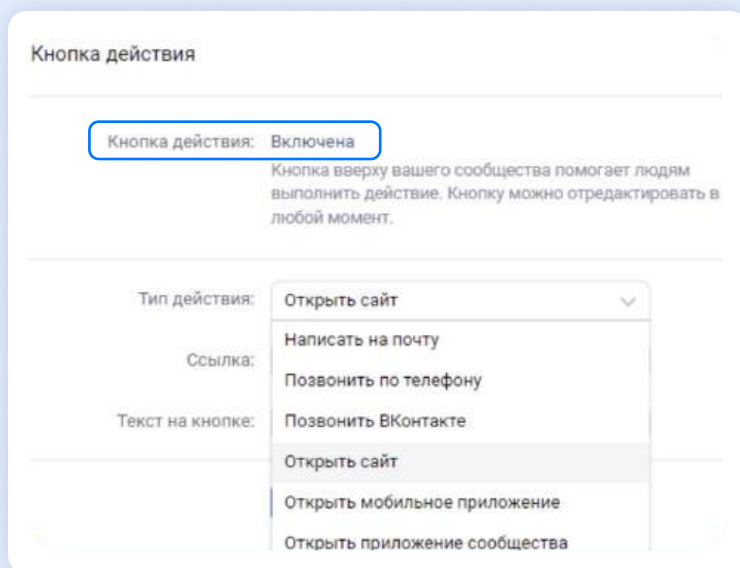 Кнопка действия
Кнопка действия: Включена
Кнопка вверху вашего сообщества помогает людям
выполнить действие. Кнопку можно отредактировать в
любой момент.
Тип действия: Открыть сайт
Написать на почту
Ссылка:
Позвонить по телефону
Текст на кнопке: Позвонить ВКонтакте
Открыть сайт
Открыть мобильное приложение
Открыть приложение сообщества